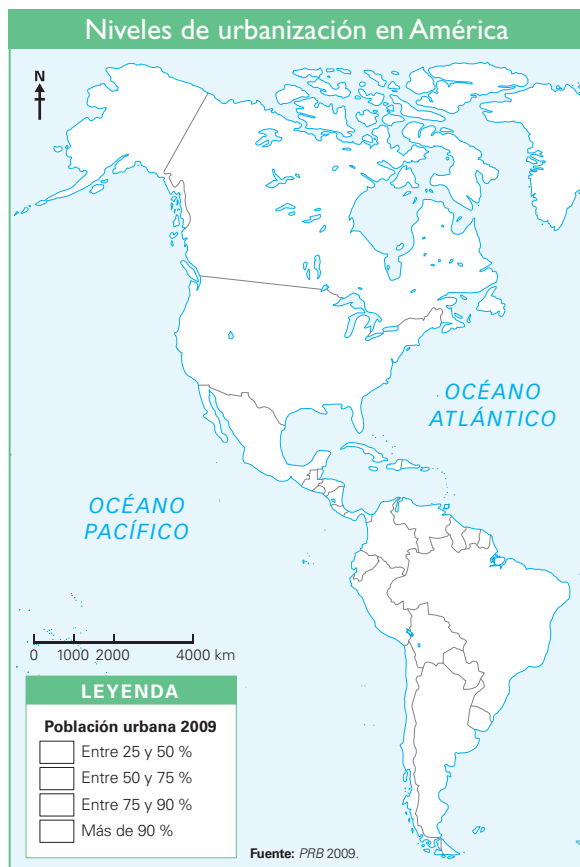 Niveles de urbanización en América
N
OCÉANO
ATLÁNTICO
OCÉANO
PACÍFICO
0 1000 2000 4000 km
LEYENDA
Población urbana 2009
Entre 25 y 50 %
Entre 50 y 75 %
Entre 75 y 90 %
Más de 90 %
Fuente: PRB 2009.